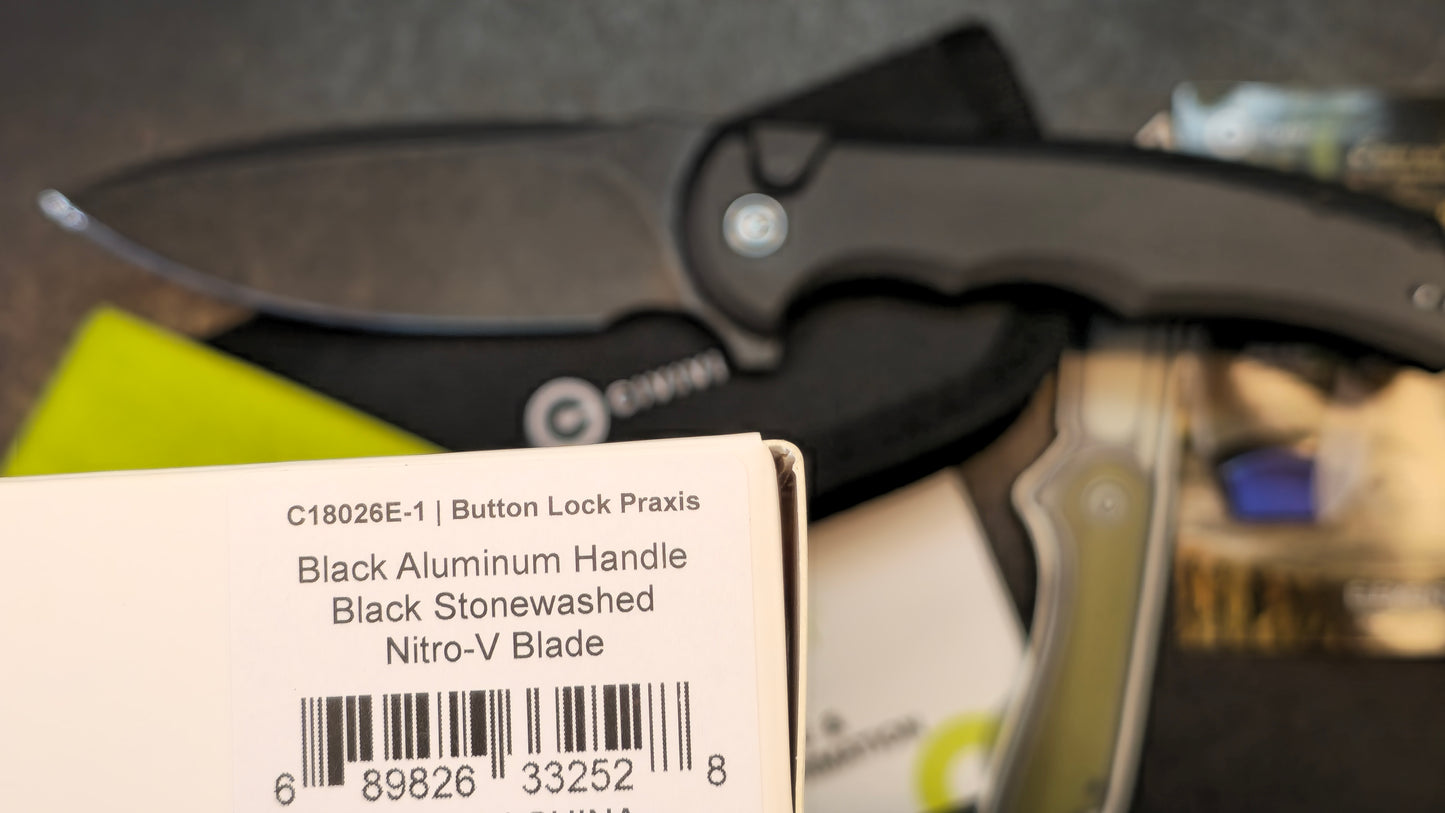 CIVIVI
C18026E-1 | Button Lock Praxis
Black Aluminum Handle
Black Stonewashed
Nitro-V Blade
6 89826 33252 8